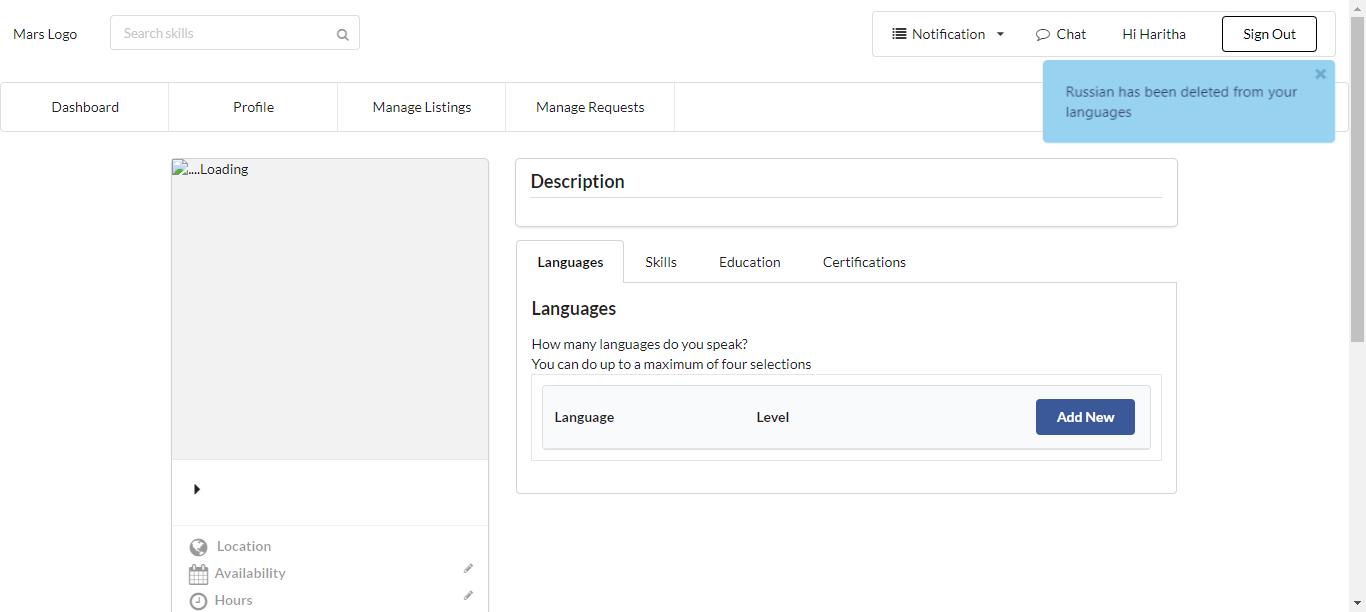 Mars Logo
Search skills
Notification
Chat
Hi Haritha
Sign Out
Russian has been deleted from your
languages
Dashboard
Profile
Manage Listings
Manage Requests
....Loading
Description
Languages
Skills
Education
Certifications
Languages
How many languages do you speak?
You can do up to a maximum of four selections
Language
Level
Add New
Location
Availability
Hours